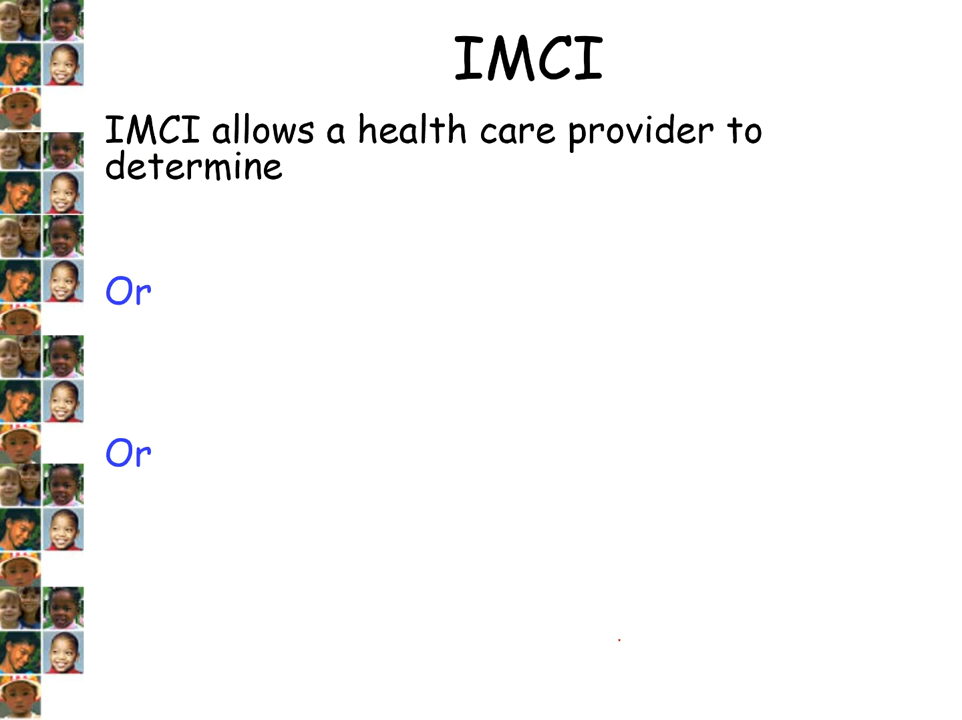 IMCI
IMCI allows a health care provider to
determine
Or
Or
.